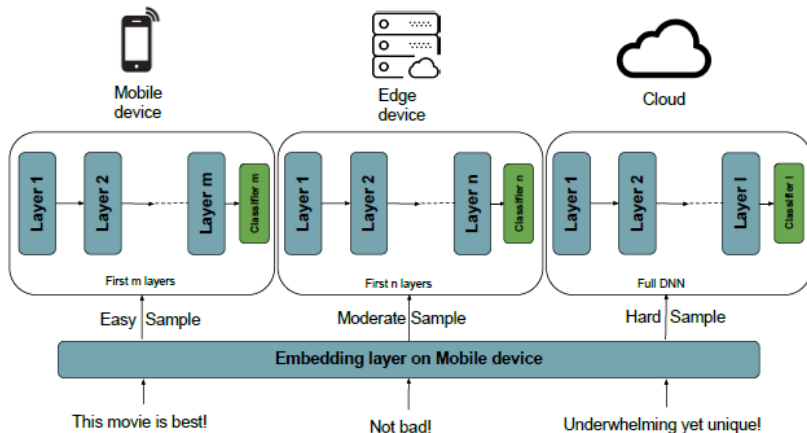 Mobile
device
Edge
device
Cloud
Layer 1
Layer 2
Layer m
Classifier m
First m layers
Layer 1
Layer 2
Layer n
Classifier n
First n layers
Layer 1
Layer 2
Layer l
Classifier l
Full DNN
Easy Sample
Moderate Sample
Hard Sample
Embedding layer on Mobile device
This movie is best!
Not bad!
Underwhelming yet unique!